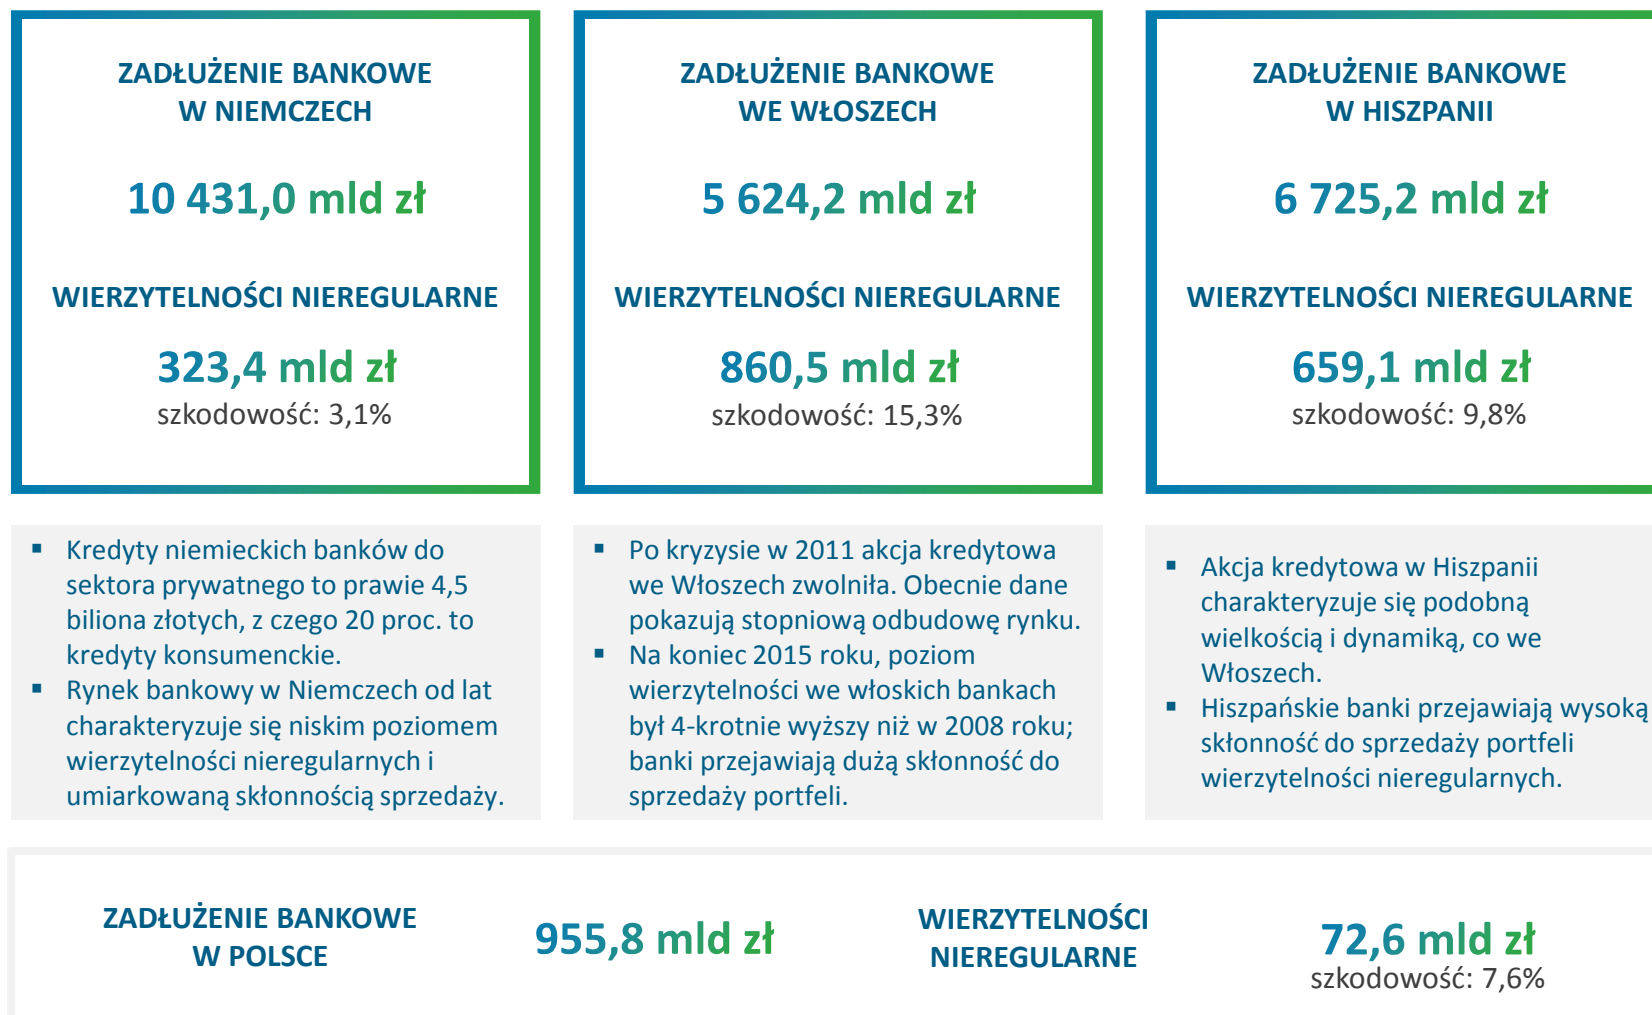 ZADŁUŻENIE BANKOWE
W NIEMCZECH
10 431,0 mld zł
WIERZYTELNOŚCI NIEREGULARNE
323,4 mld zł
szkodowość: 3,1%
ZADŁUŻENIE BANKOWE
WE WŁOSZECH
5 624,2 mld zł
WIERZYTELNOŚCI NIEREGULARNE
860,5 mld zł
szkodowość: 15,3%
ZADŁUŻENIE BANKOWE
W HISZPANII
6 725,2 mld zł
WIERZYTELNOŚCI NIEREGULARNE
659,1 mld zł
szkodowość: 9,8%
▪ Kredyty niemieckich banków do
sektora prywatnego to prawie 4,5
biliona złotych, z czego 20 proc. to
kredyty konsumenckie.
▪ Rynek bankowy w Niemczech od lat
charakteryzuje się niskim poziomem
wierzytelności nieregularnych i
umiarkowaną skłonnością sprzedaży.
▪ Po kryzysie w 2011 akcja kredytowa
we Włoszech zwolniła. Obecnie dane
pokazują stopniową odbudowę rynku.
▪ Na koniec 2015 roku, poziom
wierzytelności we włoskich bankach
był 4-krotnie wyższy niż w 2008 roku;
banki przejawiają dużą skłonność do
sprzedaży portfeli.
▪ Akcja kredytowa w Hiszpanii
charakteryzuje się podobną
wielkością i dynamiką, co we
Włoszech.
▪ Hiszpańskie banki przejawiają wysoką
skłonność do sprzedaży portfeli
wierzytelności nieregularnych.
ZADŁUŻENIE BANKOWE
W POLSCE
955,8 mld zł
WIERZYTELNOŚCI
NIEREGULARNE
72,6 mld zł
szkodowość: 7,6%